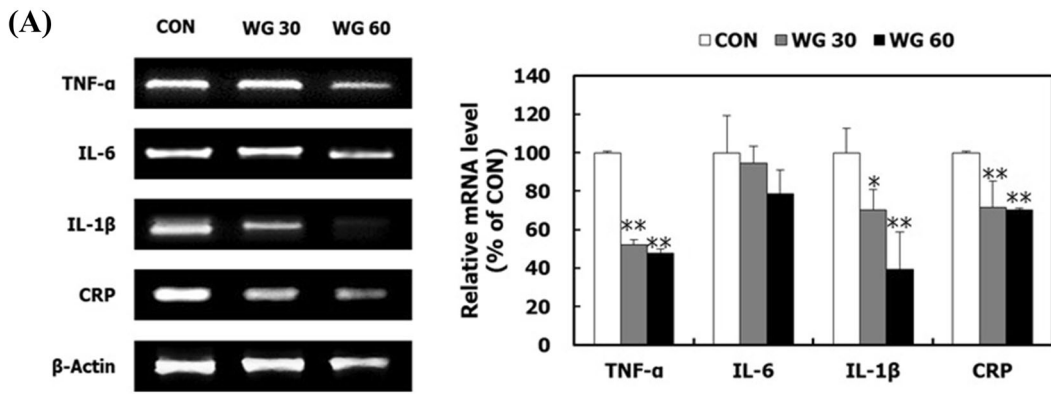 (A)
CON WG 30 WG 60
TNF-α
IL-6
IL-1β
CRP
β-Actin
CON WG 30 WG 60
Relative mRNA level
(% of CON)
140
120
100
80
60
40
20
0
** **
* **
** **
TNF-α IL-6 IL-1β CRP